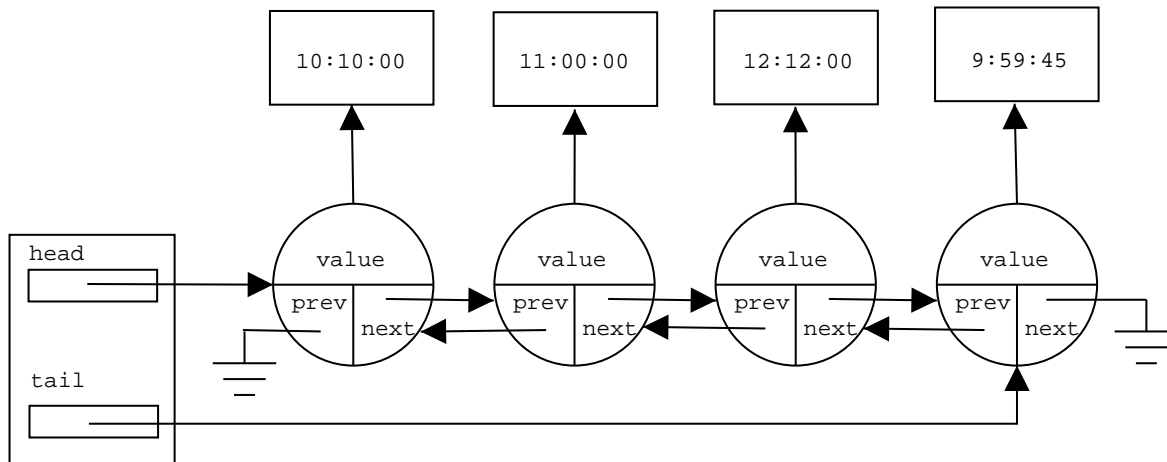 10:10:00 11:00:00 12:12:00 9:59:45
head
value value value value
prev prev prev prev
next next next next
tail